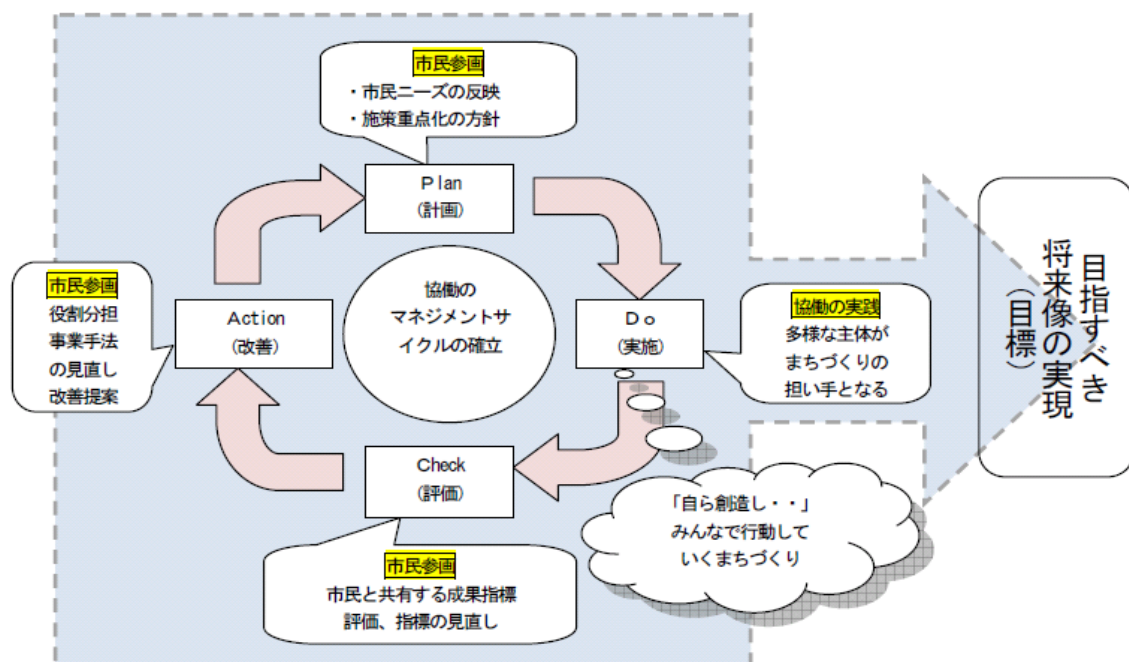 市民参画
・市民ニーズの反映
・施策重点化の方針
Plan
(計画)
協働の
マネジメントサ
イクルの確立
市民参画
役割分担
事業手法
の見直し
改善提案
Action
(改善)
Do
(実施)
協働の実践
多様な主体が
まちづくりの
担い手となる
目指すべき
将来像の実現
(目標)
Check
(評価)
「自ら創造し・・」
みんなで行動して
いくまちづくり
市民参画
市民と共有する成果指標
評価、指標の見直し